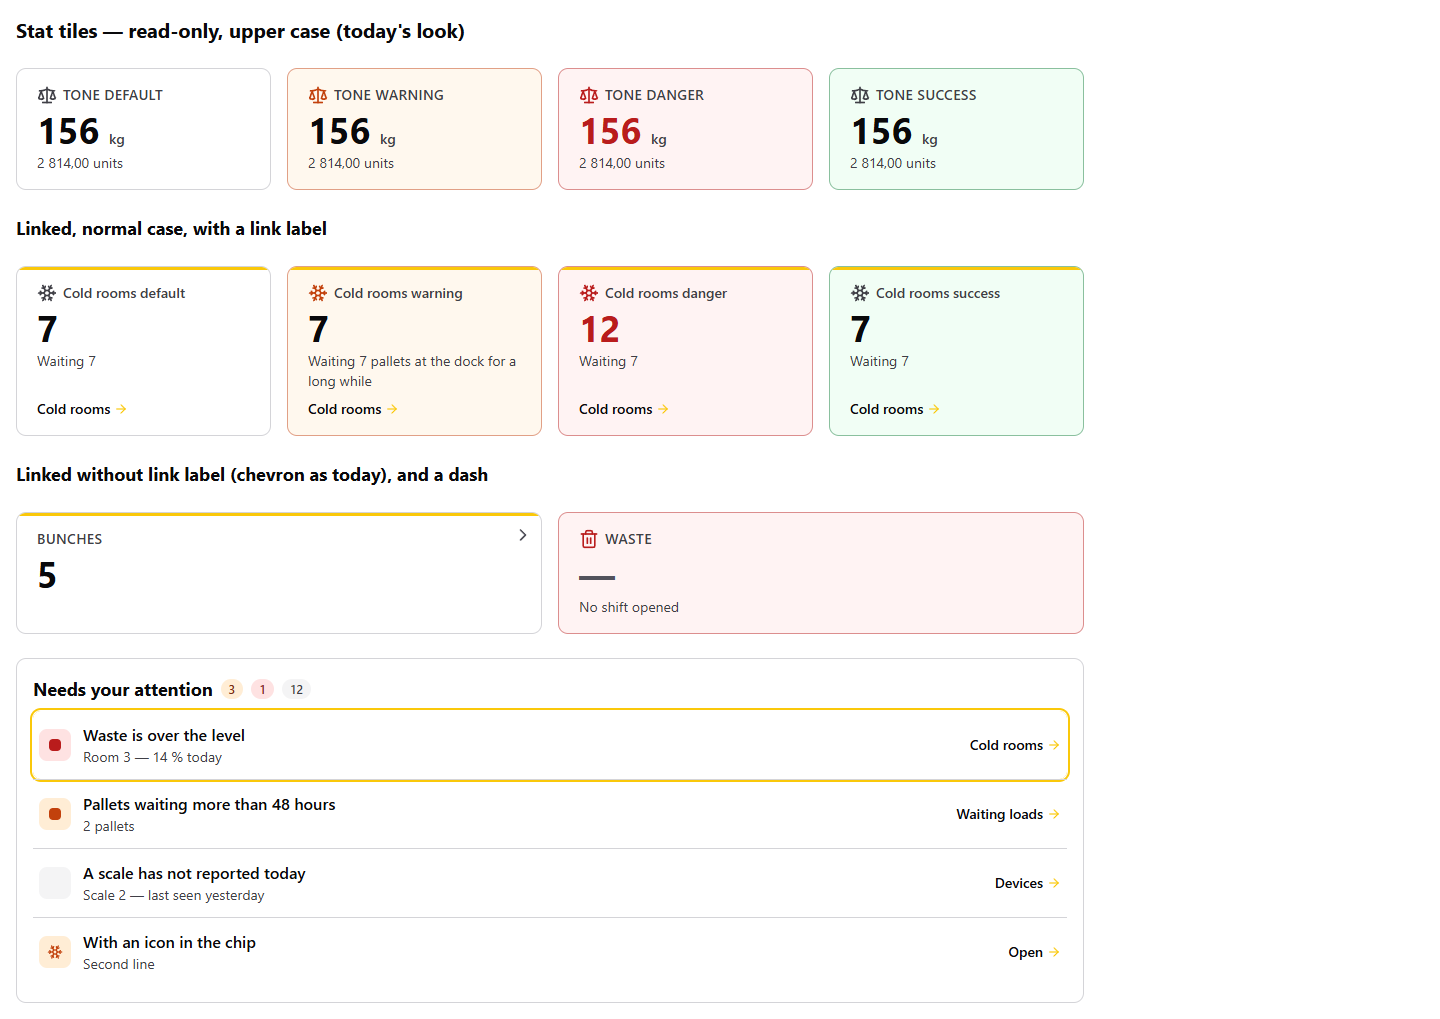 Stat tiles — read-only, upper case (today's look)
TONE DEFAULT
156 kg
2 814,00 units
TONE WARNING
156 kg
2 814,00 units
TONE DANGER
156 kg
2 814,00 units
TONE SUCCESS
156 kg
2 814,00 units
Linked, normal case, with a link label
Cold rooms default
7
Waiting 7
Cold rooms →
Cold rooms warning
7
Waiting 7 pallets at the dock for a
long while
Cold rooms →
Cold rooms danger
12
Waiting 7
Cold rooms →
Cold rooms success
7
Waiting 7
Cold rooms →
Linked without link label (chevron as today), and a dash
BUNCHES
5
WASTE
—
No shift opened
Needs your attention 3 1 12
Waste is over the level
Room 3 — 14 % today
Cold rooms →
Pallets waiting more than 48 hours
2 pallets
Waiting loads →
A scale has not reported today
Scale 2 — last seen yesterday
Devices →
With an icon in the chip
Second line
Open →